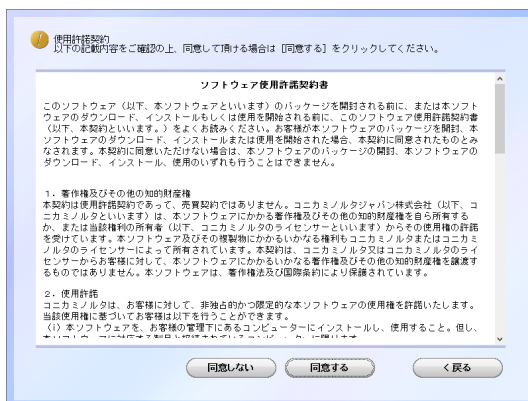 使用許諾契約
以下の記載内容をご確認の上、同意して頂ける場合は［同意する］をクリックしてください。
ソフトウェア使用許諾契約書
このソフトウェア（以下、本ソフトウェアといいます）のパッケージを開封される前に、または本ソフト
ウェアのダウンロード、インストールもしくは使用を開始される前に、このソフトウェア使用許諾契約書
（以下、本契約といいます。）をよくお読みください。お客様が本ソフトウェアのパッケージを開封、本
ソフトウェアのダウンロード、インストールまたは使用を開始された場合、本契約に同意されたものとみ
なされます。本契約に同意いただけない場合は、本ソフトウェアのパッケージの開封、本ソフトウェアの
ダウンロード、インストール、使用のいずれも行うことはできません。
1．著作権及びその他の知的財産権
本契約は使用許諾契約であって、売買契約ではありません。コニカミノルタジャパン株式会社（以下、コ
ニカミノルタといいます）は、本ソフトウェアにかかる著作権及びその他の知的財産権を自ら所有する
か、または当該権利の所有者（以下、コニカミノルタのライセンサーといいます）からその使用権の許諾
を受けています。本ソフトウェア及びその複製物にかかるいかなる権利もコニカミノルタまたはコニカミ
ノルタのライセンサーによって所有されています。本契約は、コニカミノルタ又はコニカミノルタのライ
センサーからお客様に対して、本ソフトウェアにかかるいかなる著作権及びその他の知的財産権を譲渡す
るものではありません。本ソフトウェアは、著作権法及び国際条約により保護されています。
2．使用許諾
コニカミノルタは、お客様に対して、非独占的かつ限定的な本ソフトウェアの使用権を許諾いたします。
当該使用権に基づいてお客様は以下を行うことができます。
（i）本ソフトウェアを、お客様の管理下にあるコンピューターにインストールし、使用すること。但し、
同意しない
同意する
＜戻る